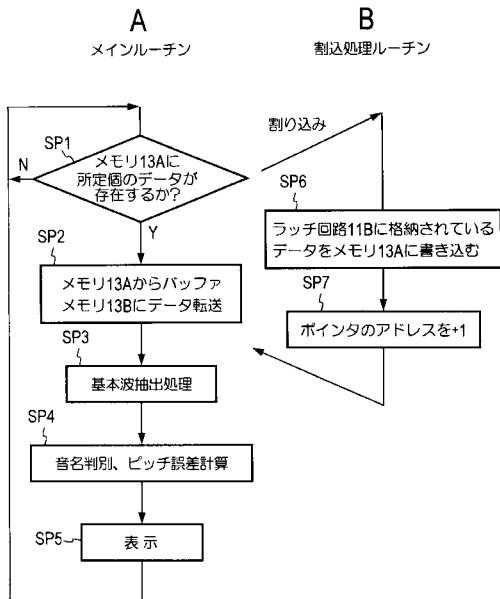 A
メインルーチン
B
割込処理ルーチン
SP1
N
メモリ13Aに
所定個のデータが
存在するか?
Y
SP2
メモリ13Aからバッファ
メモリ13Bにデータ転送
SP3
基本波抽出処理
SP4
音名判別、ピッチ誤差計算
SP5
表示
割り込み
SP6
ラッチ回路11Bに格納されている
データをメモリ13Aに書き込む
SP7
ポインタのアドレスを+1